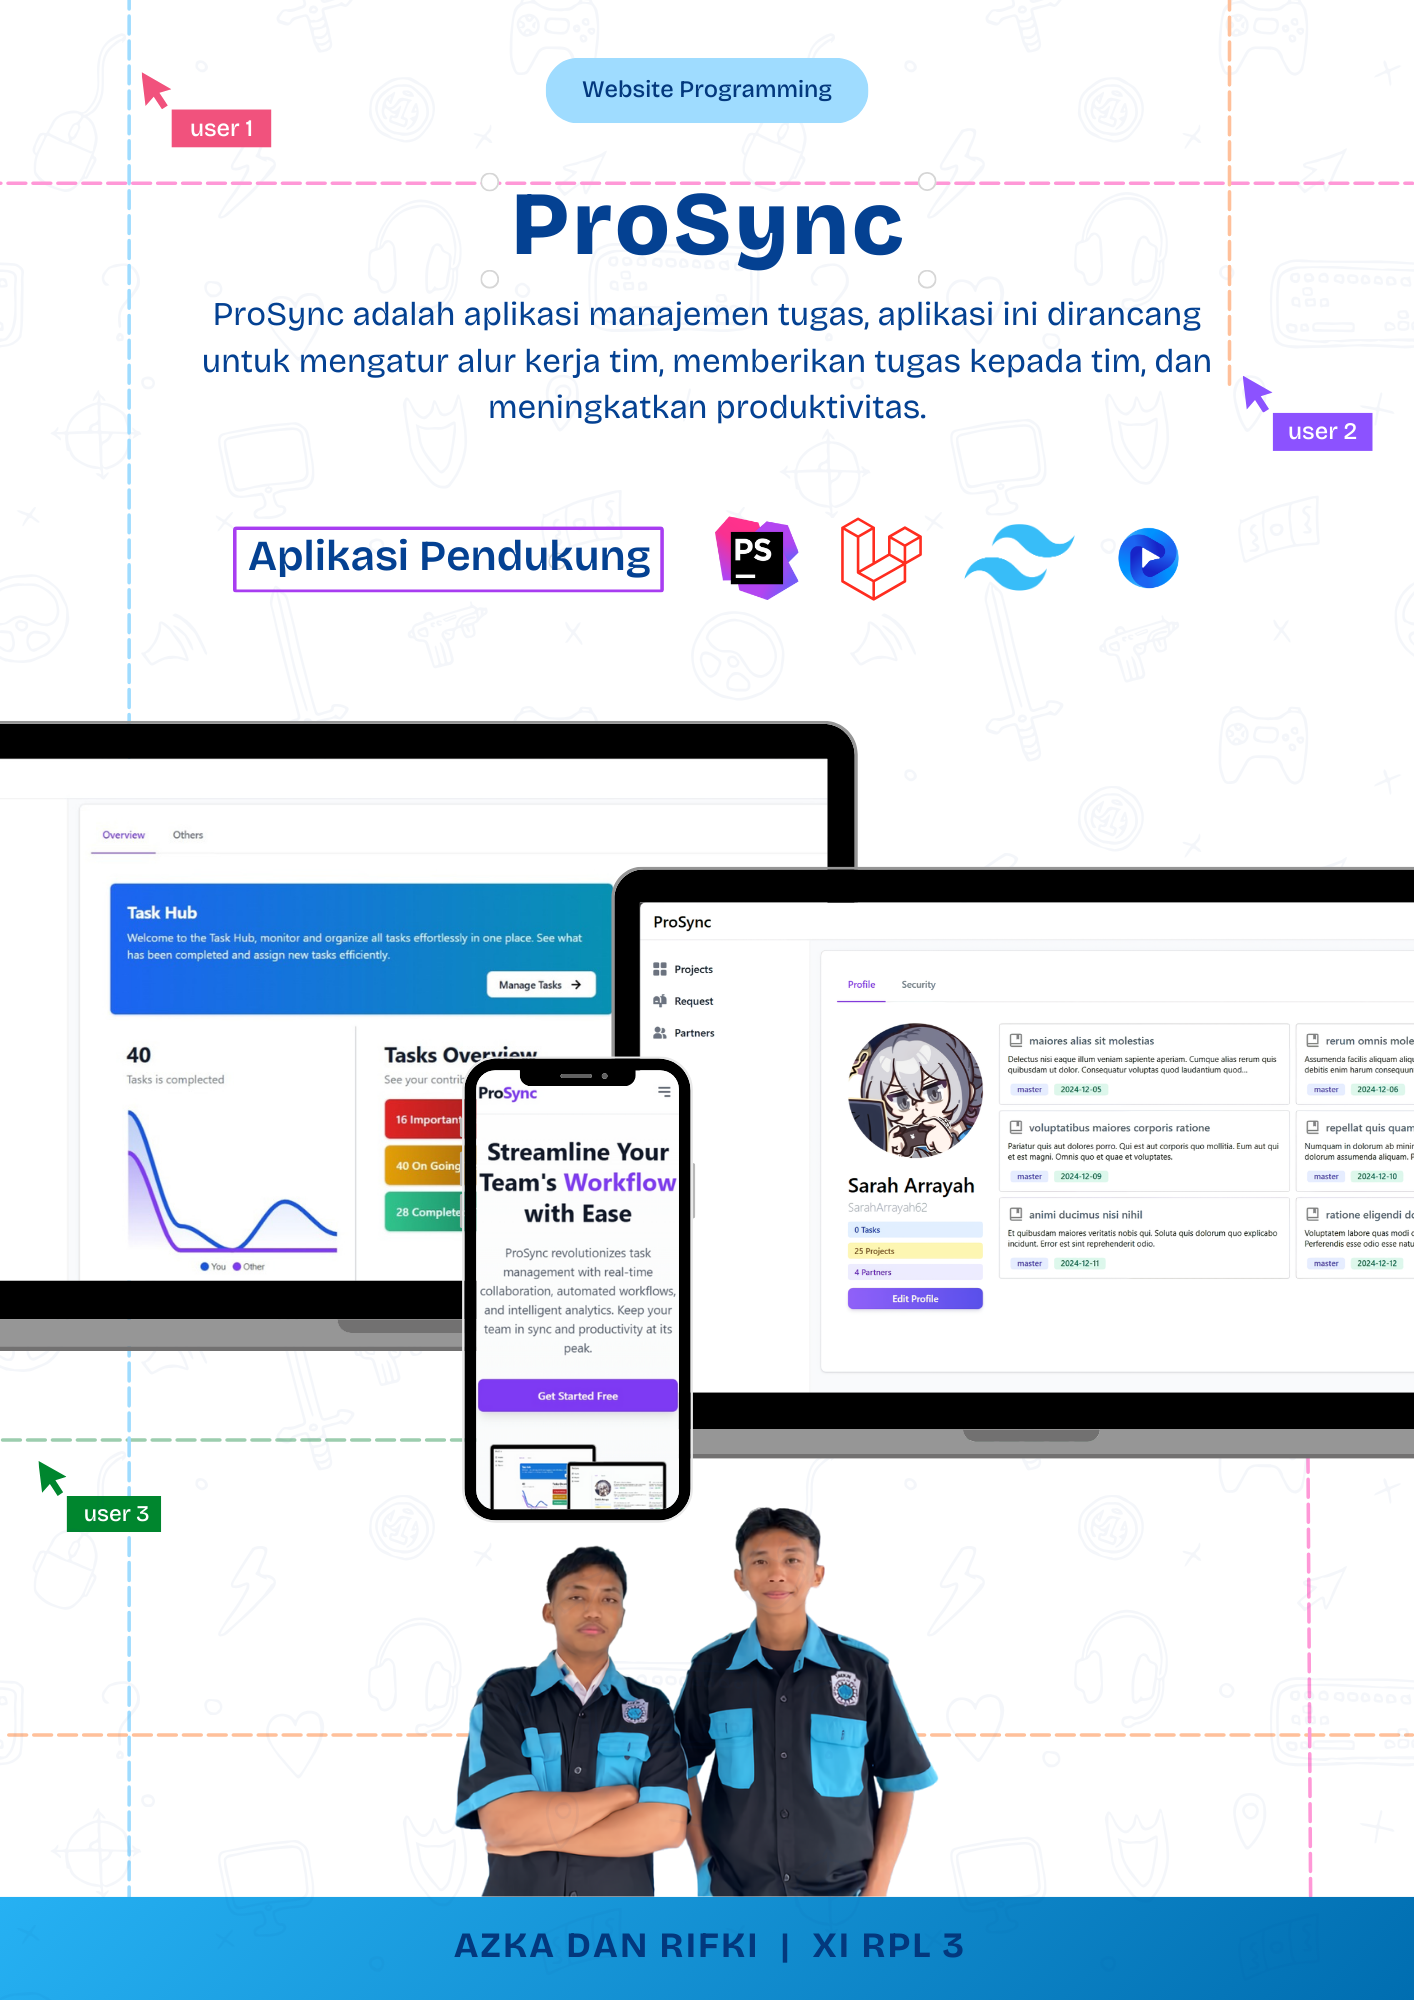 Website Programming
user 1
ProSync
ProSync adalah aplikasi manajemen tugas, aplikasi ini dirancang
untuk mengatur alur kerja tim, memberikan tugas kepada tim, dan
meningkatkan produktivitas.
user 2
Aplikasi Pendukung
PS
Overview
Others
Task Hub
Welcome to the Task Hub, monitor and organize all tasks effortlessly in one place. See what
has been completed and assign new tasks efficiently.
Manage Tasks
40
Tasks is complected
You
Other
Tasks Overview
See your contrib
16 Important
40 On Going
28 Complete
ProSync
Projects
Request
Partners
Profile
Security
Sarah Arrayah
SarahArrayah62
0 Tasks
25 Projects
4 Partners
Edit Profile
maiores alias sit molestias
Delectus nisi eaque illum veniam sapiente aperiam. Cumque alias rerum quis
quibusdam ut dolor. Consequatur voluptas quod laudantium quod...
master
2024-12-05
rerum omnis mole
Assumenda facilis aliquam aliqu
debitis enim harum consequun
master
2024-12-06
voluptatibus maiores corporis ratione
Pariatur quis aut dolores porro. Qui est aut corporis quo mollitia. Eum aut qui
et est magni. Omnis quo et quae et voluptates.
master
2024-12-09
repellat quis quam
Numquam in dolorum ab minir
dolorum assumenda aliquam. P
master
2024-12-10
animi ducimus nisi nihil
Et quibusdam maiores veritatis nobis qui. Soluta quis dolorum quo explicabo
incidunt. Error est sint reprehenderit odio.
master
2024-12-11
ratione eligendi do
Voluptatem labore quas modi c
Perferendis esse odio esse natu
master
2024-12-12
ProSync
Streamline Your
Team's Workflow
with Ease
ProSync revolutionizes task
management with real-time
collaboration, automated workflows,
and intelligent analytics. Keep your
team in sync and productivity at its
peak.
Get Started Free
user 3
AZKA DAN RIFKI | XI RPL 3